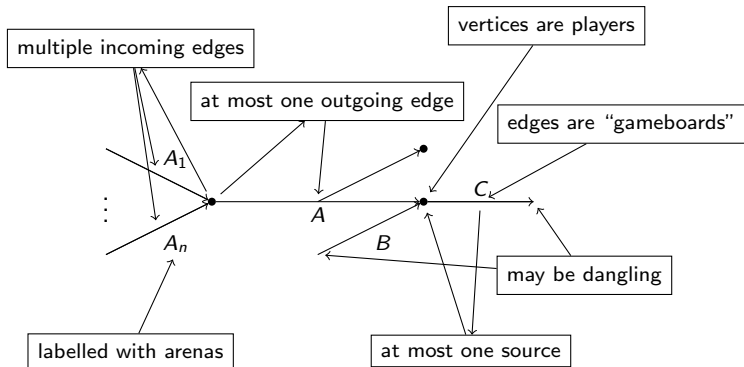 vertices are players
multiple incoming edges
at most one outgoing edge
edges are “gameboards”
A1
⋮
A
C
An
B
may be dangling
labelled with arenas
at most one source